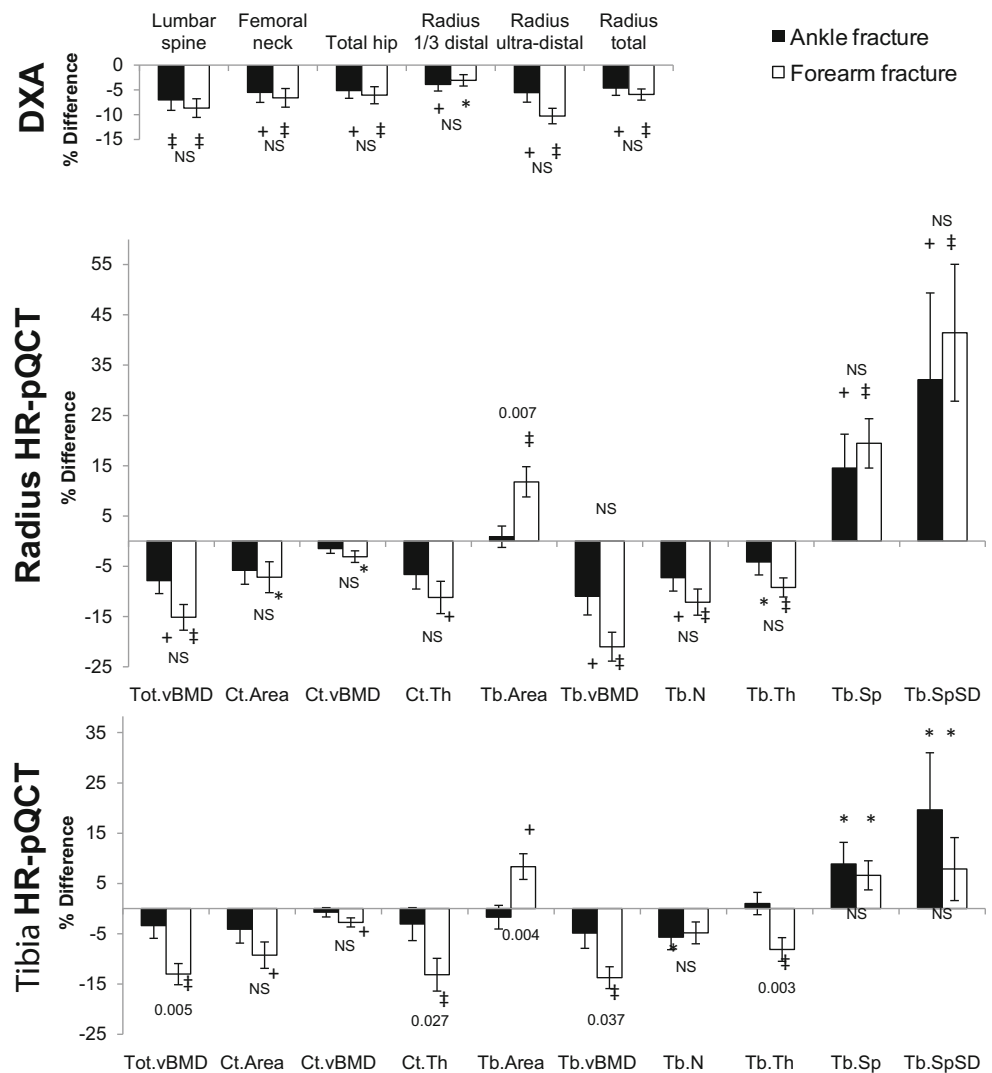 Lumbar spine
Femoral neck
Total hip
Radius 1/3 distal
Radius ultra-distal
Radius total
■ Ankle fracture
□ Forearm fracture
DXA
% Difference
0
-5
-10
-15
‡ ‡
NS
+ ‡
NS
+ ‡
NS
+ *
NS
+ ‡
NS
+ ‡
NS
Radius HR-pQCT
% Difference
55
45
35
25
15
5
-5
-15
-25
+ ‡
NS
NS *
NS *
NS +
0.007
‡
NS
+ ‡
+ ‡
NS
* ‡
NS
NS
+ ‡
NS
+ ‡
Tot.vBMD Ct.Area Ct.vBMD Ct.Th Tb.Area Tb.vBMD Tb.N Tb.Th Tb.Sp Tb.SpSD
Tibia HR-pQCT
% Difference
35
25
15
5
-5
-15
-25
‡
0.005
NS +
NS +
‡
0.027
+
0.004
‡
0.037
*
NS
‡
0.003
* *
NS
* *
NS
Tot.vBMD Ct.Area Ct.vBMD Ct.Th Tb.Area Tb.vBMD Tb.N Tb.Th Tb.Sp Tb.SpSD